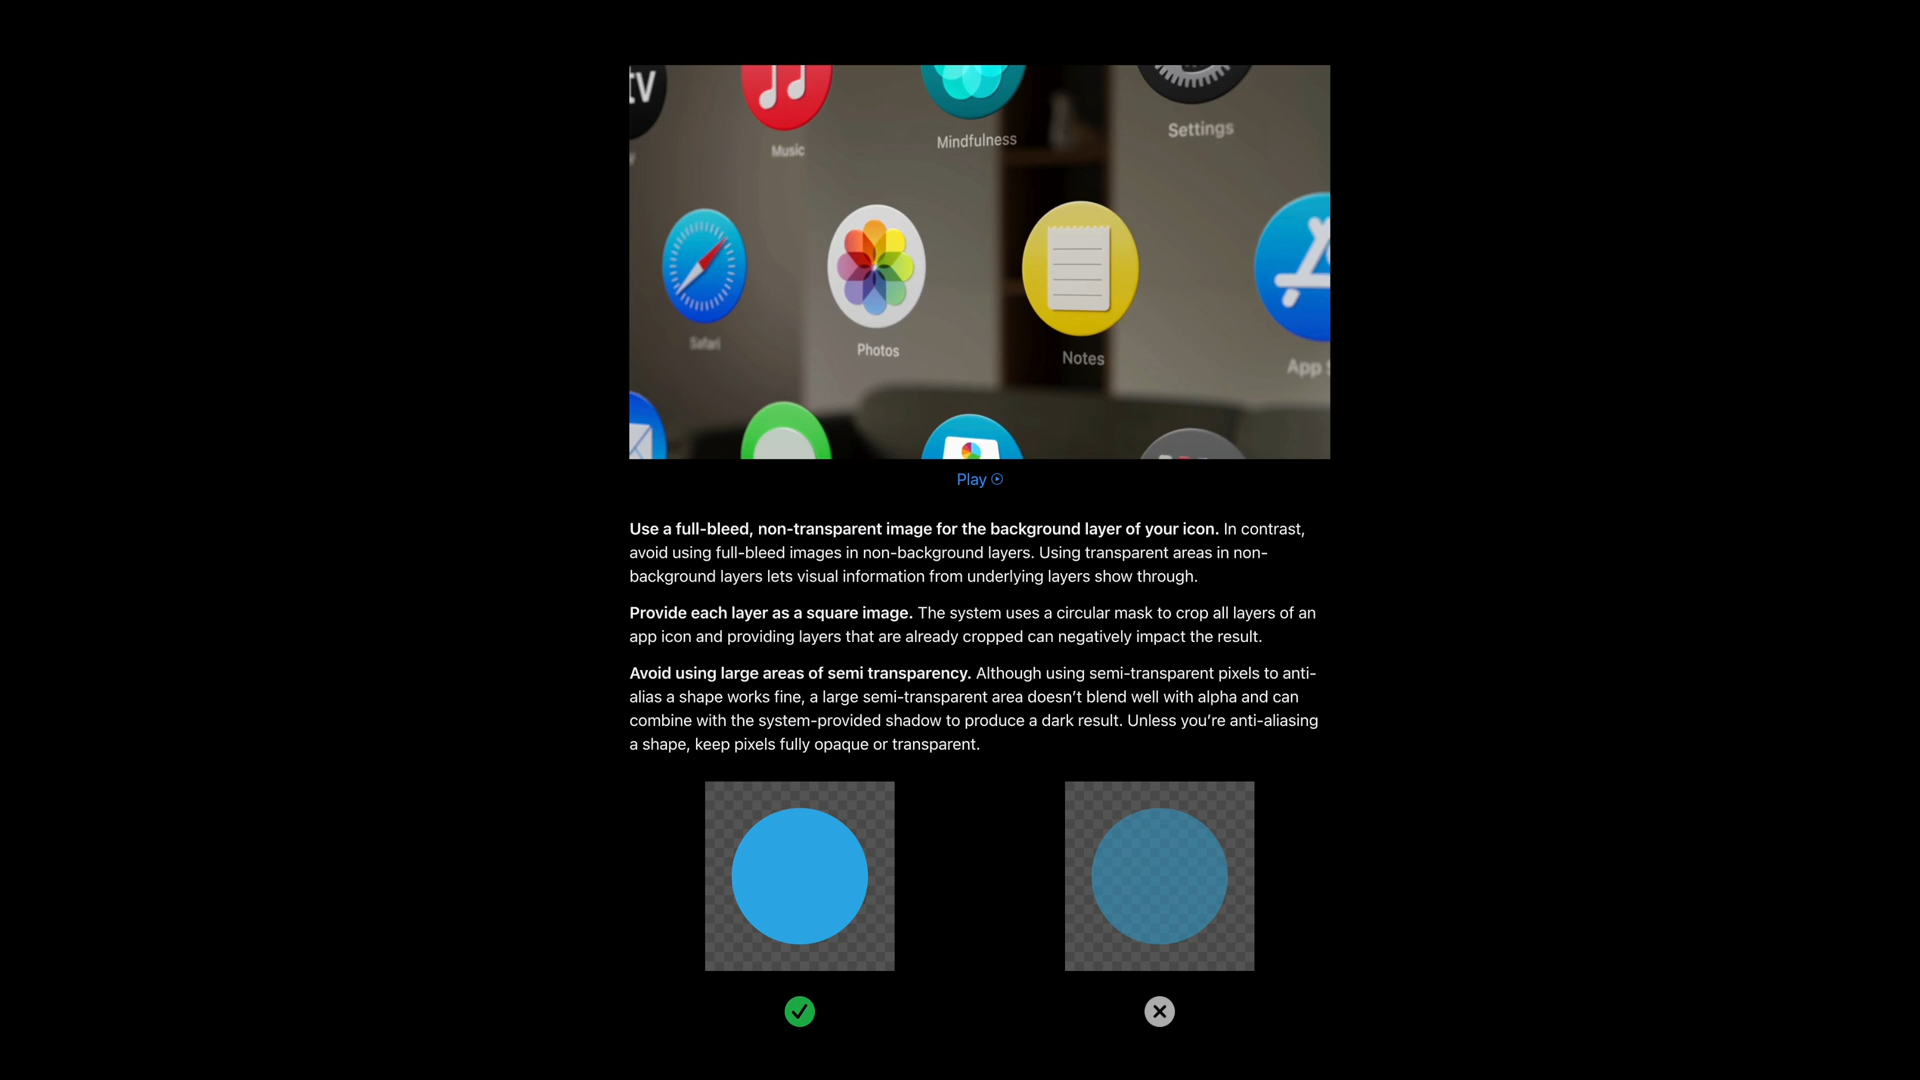 tv
Music
Mindfulness
Settings
Safari
Photos
Notes
App S
Play
Use a full-bleed, non-transparent image for the background layer of your icon. In contrast,
avoid using full-bleed images in non-background layers. Using transparent areas in non-
background layers lets visual information from underlying layers show through.
Provide each layer as a square image. The system uses a circular mask to crop all layers of an
app icon and providing layers that are already cropped can negatively impact the result.
Avoid using large areas of semi transparency. Although using semi-transparent pixels to anti-
alias a shape works fine, a large semi-transparent area doesn’t blend well with alpha and can
combine with the system-provided shadow to produce a dark result. Unless you’re anti-aliasing
a shape, keep pixels fully opaque or transparent.